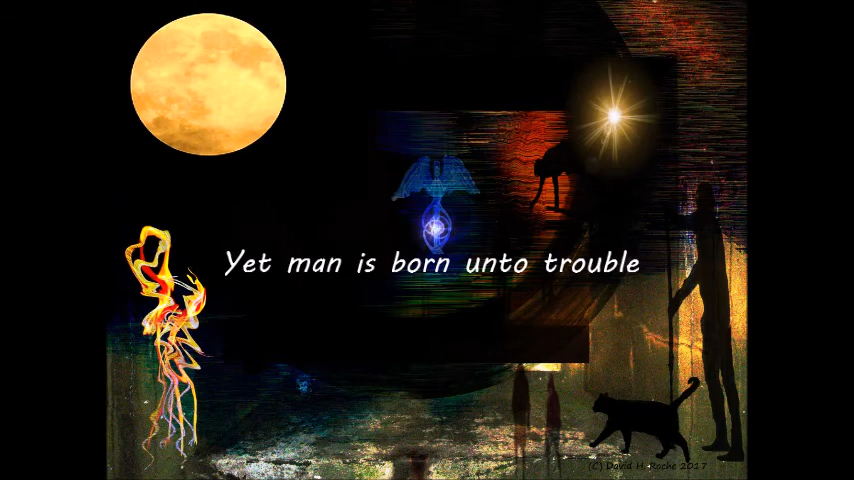 Yet man is born unto trouble
(C) David H. Roche 2017